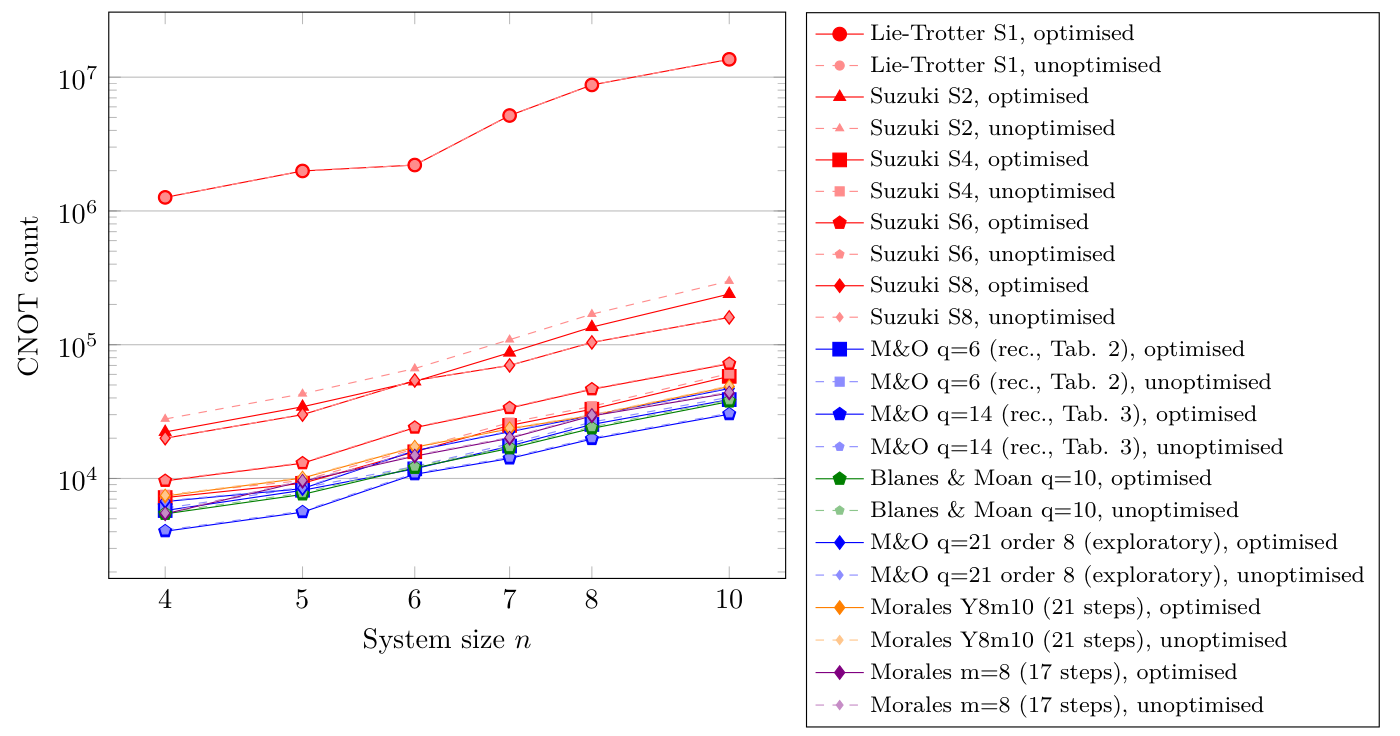 CNOT count
10^7
10^6
10^5
10^4
4 5 6 7 8 10
System size n
Lie-Trotter S1, optimised
Lie-Trotter S1, unoptimised
Suzuki S2, optimised
Suzuki S2, unoptimised
Suzuki S4, optimised
Suzuki S4, unoptimised
Suzuki S6, optimised
Suzuki S6, unoptimised
Suzuki S8, optimised
Suzuki S8, unoptimised
M&O q=6 (rec., Tab. 2), optimised
M&O q=6 (rec., Tab. 2), unoptimised
M&O q=14 (rec., Tab. 3), optimised
M&O q=14 (rec., Tab. 3), unoptimised
Blanes & Moan q=10, optimised
Blanes & Moan q=10, unoptimised
M&O q=21 order 8 (exploratory), optimised
M&O q=21 order 8 (exploratory), unoptimised
Morales Y8m10 (21 steps), optimised
Morales Y8m10 (21 steps), unoptimised
Morales m=8 (17 steps), optimised
Morales m=8 (17 steps), unoptimised